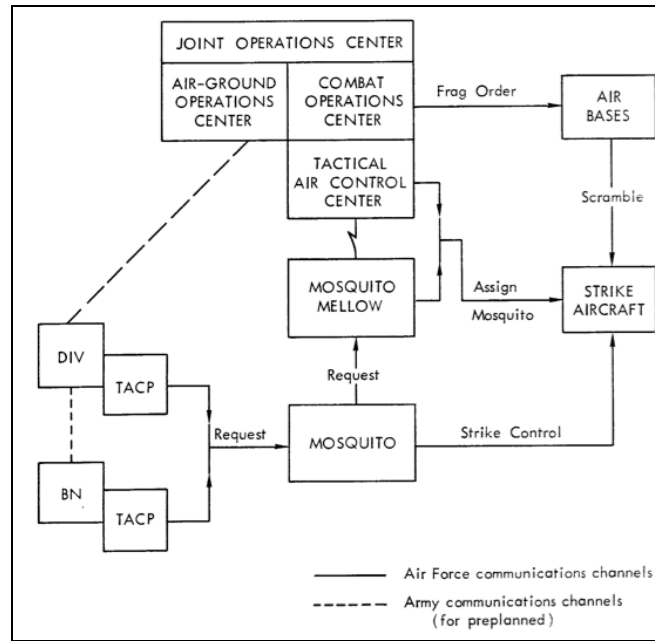 JOINT OPERATIONS CENTER
AIR-GROUND
OPERATIONS
CENTER
COMBAT
OPERATIONS
CENTER
Frag Order
AIR
BASES
TACTICAL
AIR CONTROL
CENTER
Scramble
MOSQUITO
MELLOW
Assign
Mosquito
STRIKE
AIRCRAFT
DIV
TACP
Request
Request
MOSQUITO
Strike Control
BN
TACP
Air Force communications channels
Army communications channels
(for preplanned)